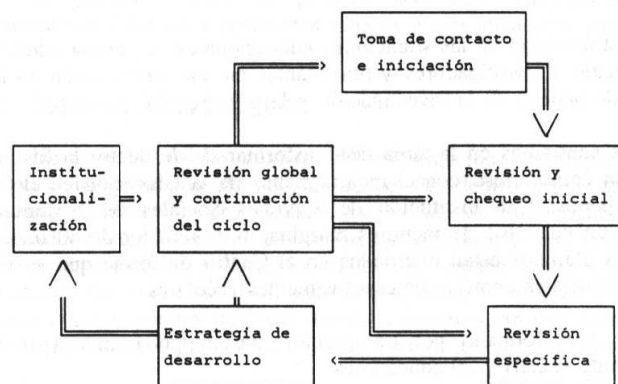 Toma de contacto
e iniciación
Institu-
cionali-
zación
Revisión global
y continuación
del ciclo
Revisión y
chequeo inicial
Estrategia de
desarrollo
Revisión
específica